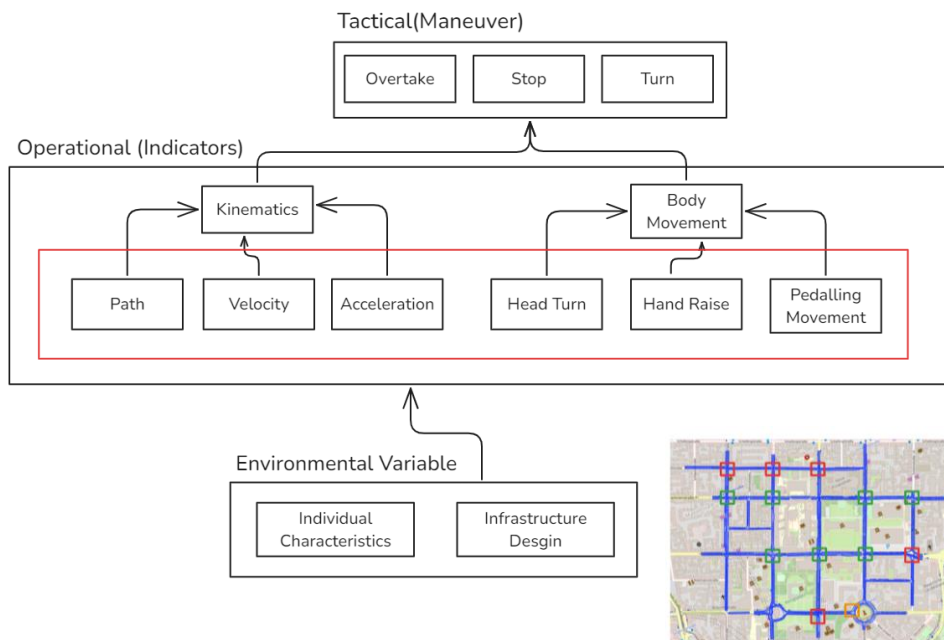 Tactical(Maneuver)
Overtake
Stop
Turn
Operational (Indicators)
Kinematics
Body
Movement
Path
Velocity
Acceleration
Head Turn
Hand Raise
Pedalling
Movement
Environmental Variable
Individual
Characteristics
Infrastructure
Desgin